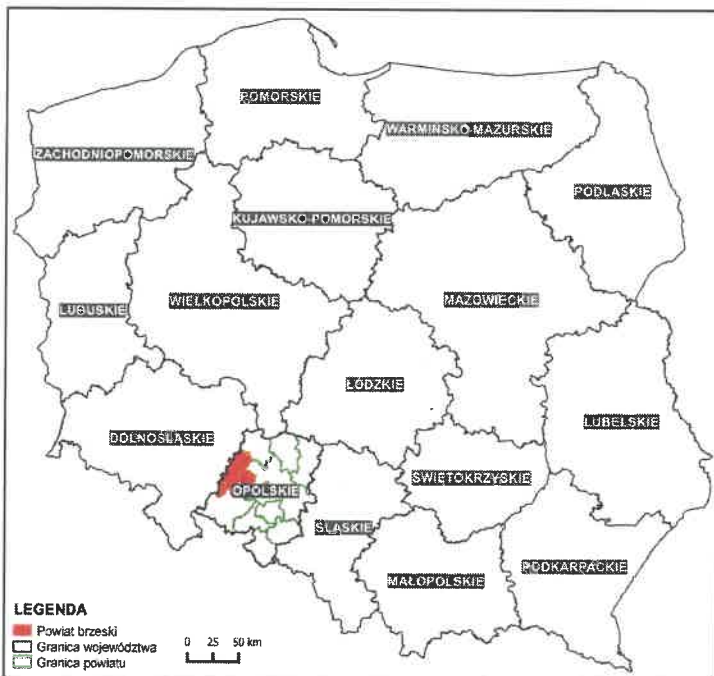 POMORSKIE
WARMIŃSKO-MAZURSKIE
ZACHODNIOPOMORSKIE
PODLASKIE
KUJAWSKO-POMORSKIE
WIELKOPOLSKIE
MAZOWIECKIE
LUBUSKIE
ŁÓDZKIE
LUBELSKIE
DOLNOŚLĄSKIE
ŚWIĘTOKRZYSKIE
OPOLSKIE
ŚLĄSKIE
PODKARPACKIE
MAŁOPOLSKIE
LEGENDA
Powiat brzeski
Granica województwa
Granica powiatu
0 25 50 km